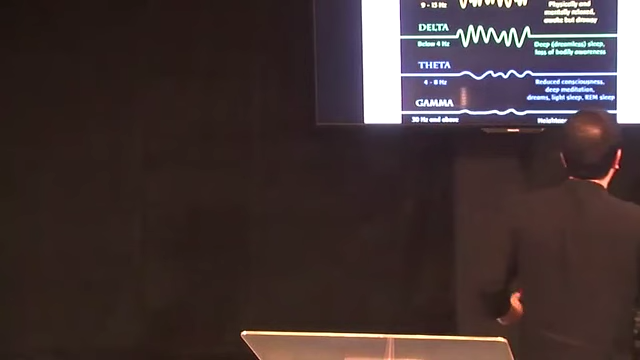 9 - 13 Hz
Physically and
mentally relaxed,
awake but drowsy
DELTA
Below 4 Hz
Deep (dreamless) sleep,
loss of bodily awareness
THETA
4 - 8 Hz
Reduced consciousness,
deep meditation,
dreams, light sleep, REM sleep
GAMMA
30 Hz and above